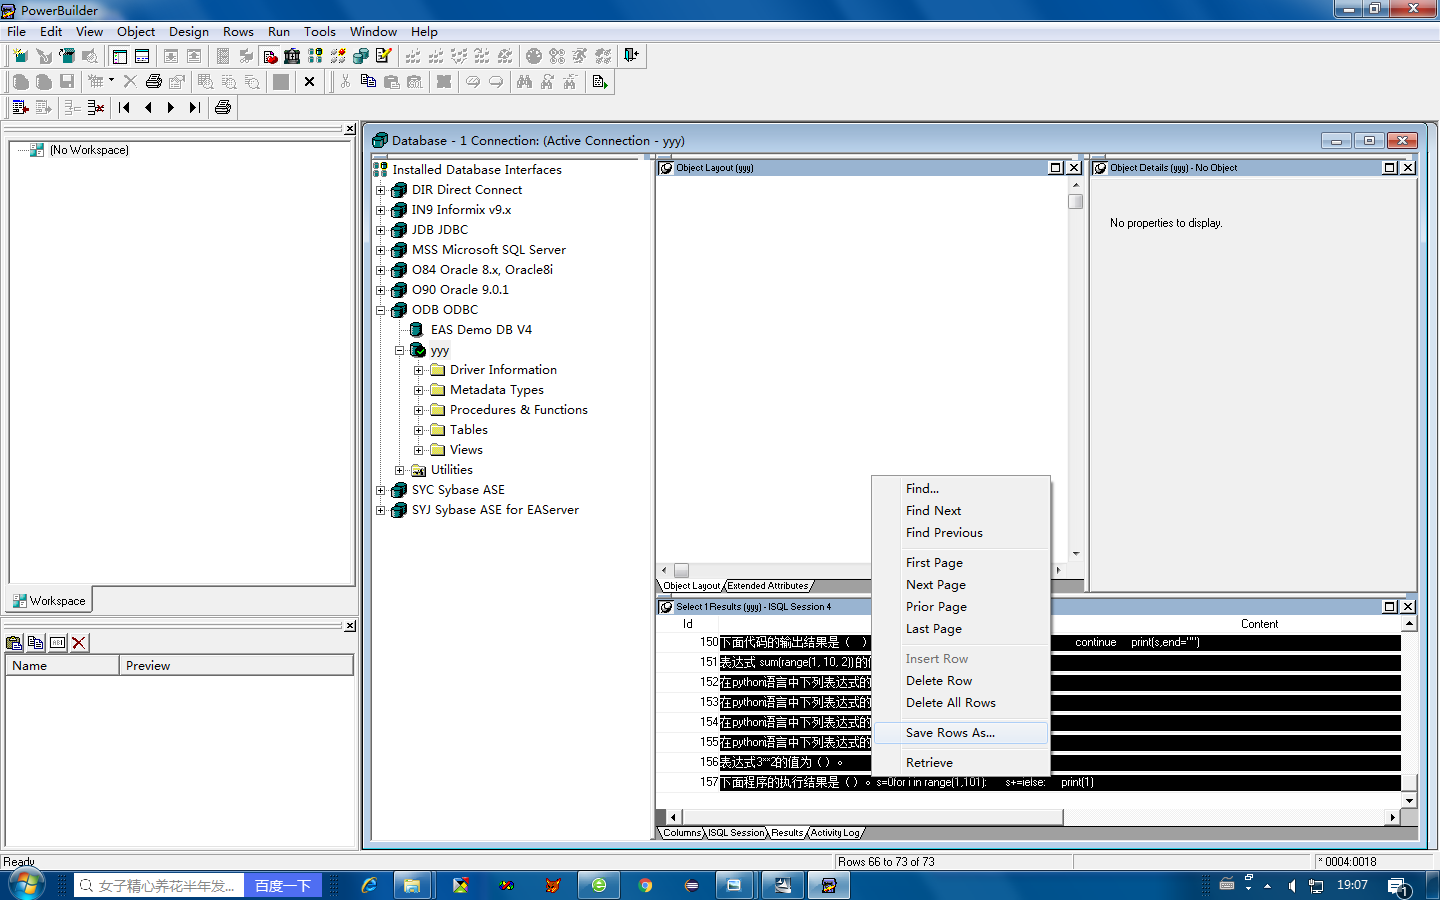 PowerBuilder
File Edit View Object Design Rows Run Tools Window Help
(No Workspace)
Workspace
Name Preview
Database - 1 Connection: (Active Connection - yyy)
Installed Database Interfaces
DIR Direct Connect
IN9 Informix v9.x
JDB JDBC
MSS Microsoft SQL Server
O84 Oracle 8.x, Oracle8i
O90 Oracle 9.0.1
ODB ODBC
EAS Demo DB V4
yyy
Driver Information
Metadata Types
Procedures & Functions
Tables
Views
Utilities
SYC Sybase ASE
SYJ Sybase ASE for EAServer
Object Layout (yyy)
Object Layout Extended Attributes
Object Details (yyy) - No Object
No properties to display.
Find...
Find Next
Find Previous
First Page
Next Page
Prior Page
Last Page
Insert Row
Delete Row
Delete All Rows
Save Rows As...
Retrieve
Select 1 Results (yyy) - ISQL Session 4
Id Content
150 下面代码的输出结果是（ ） continue print(s,end="")
151 表达式 sum(range(1, 10, 2))的
152 在python语言中下列表达式的
153 在python语言中下列表达式的
154 在python语言中下列表达式的
155 在python语言中下列表达式的
156 表达式3**2的值为（）。
157 下面程序的执行结果是（）。 s=0for i in range(1,101): s+=ielse: print(1)
Columns ISQL Session Results Activity Log
Ready Rows 66 to 73 of 73 * 0004:0018
女子精心养花半年发... 百度一下 19:07 1